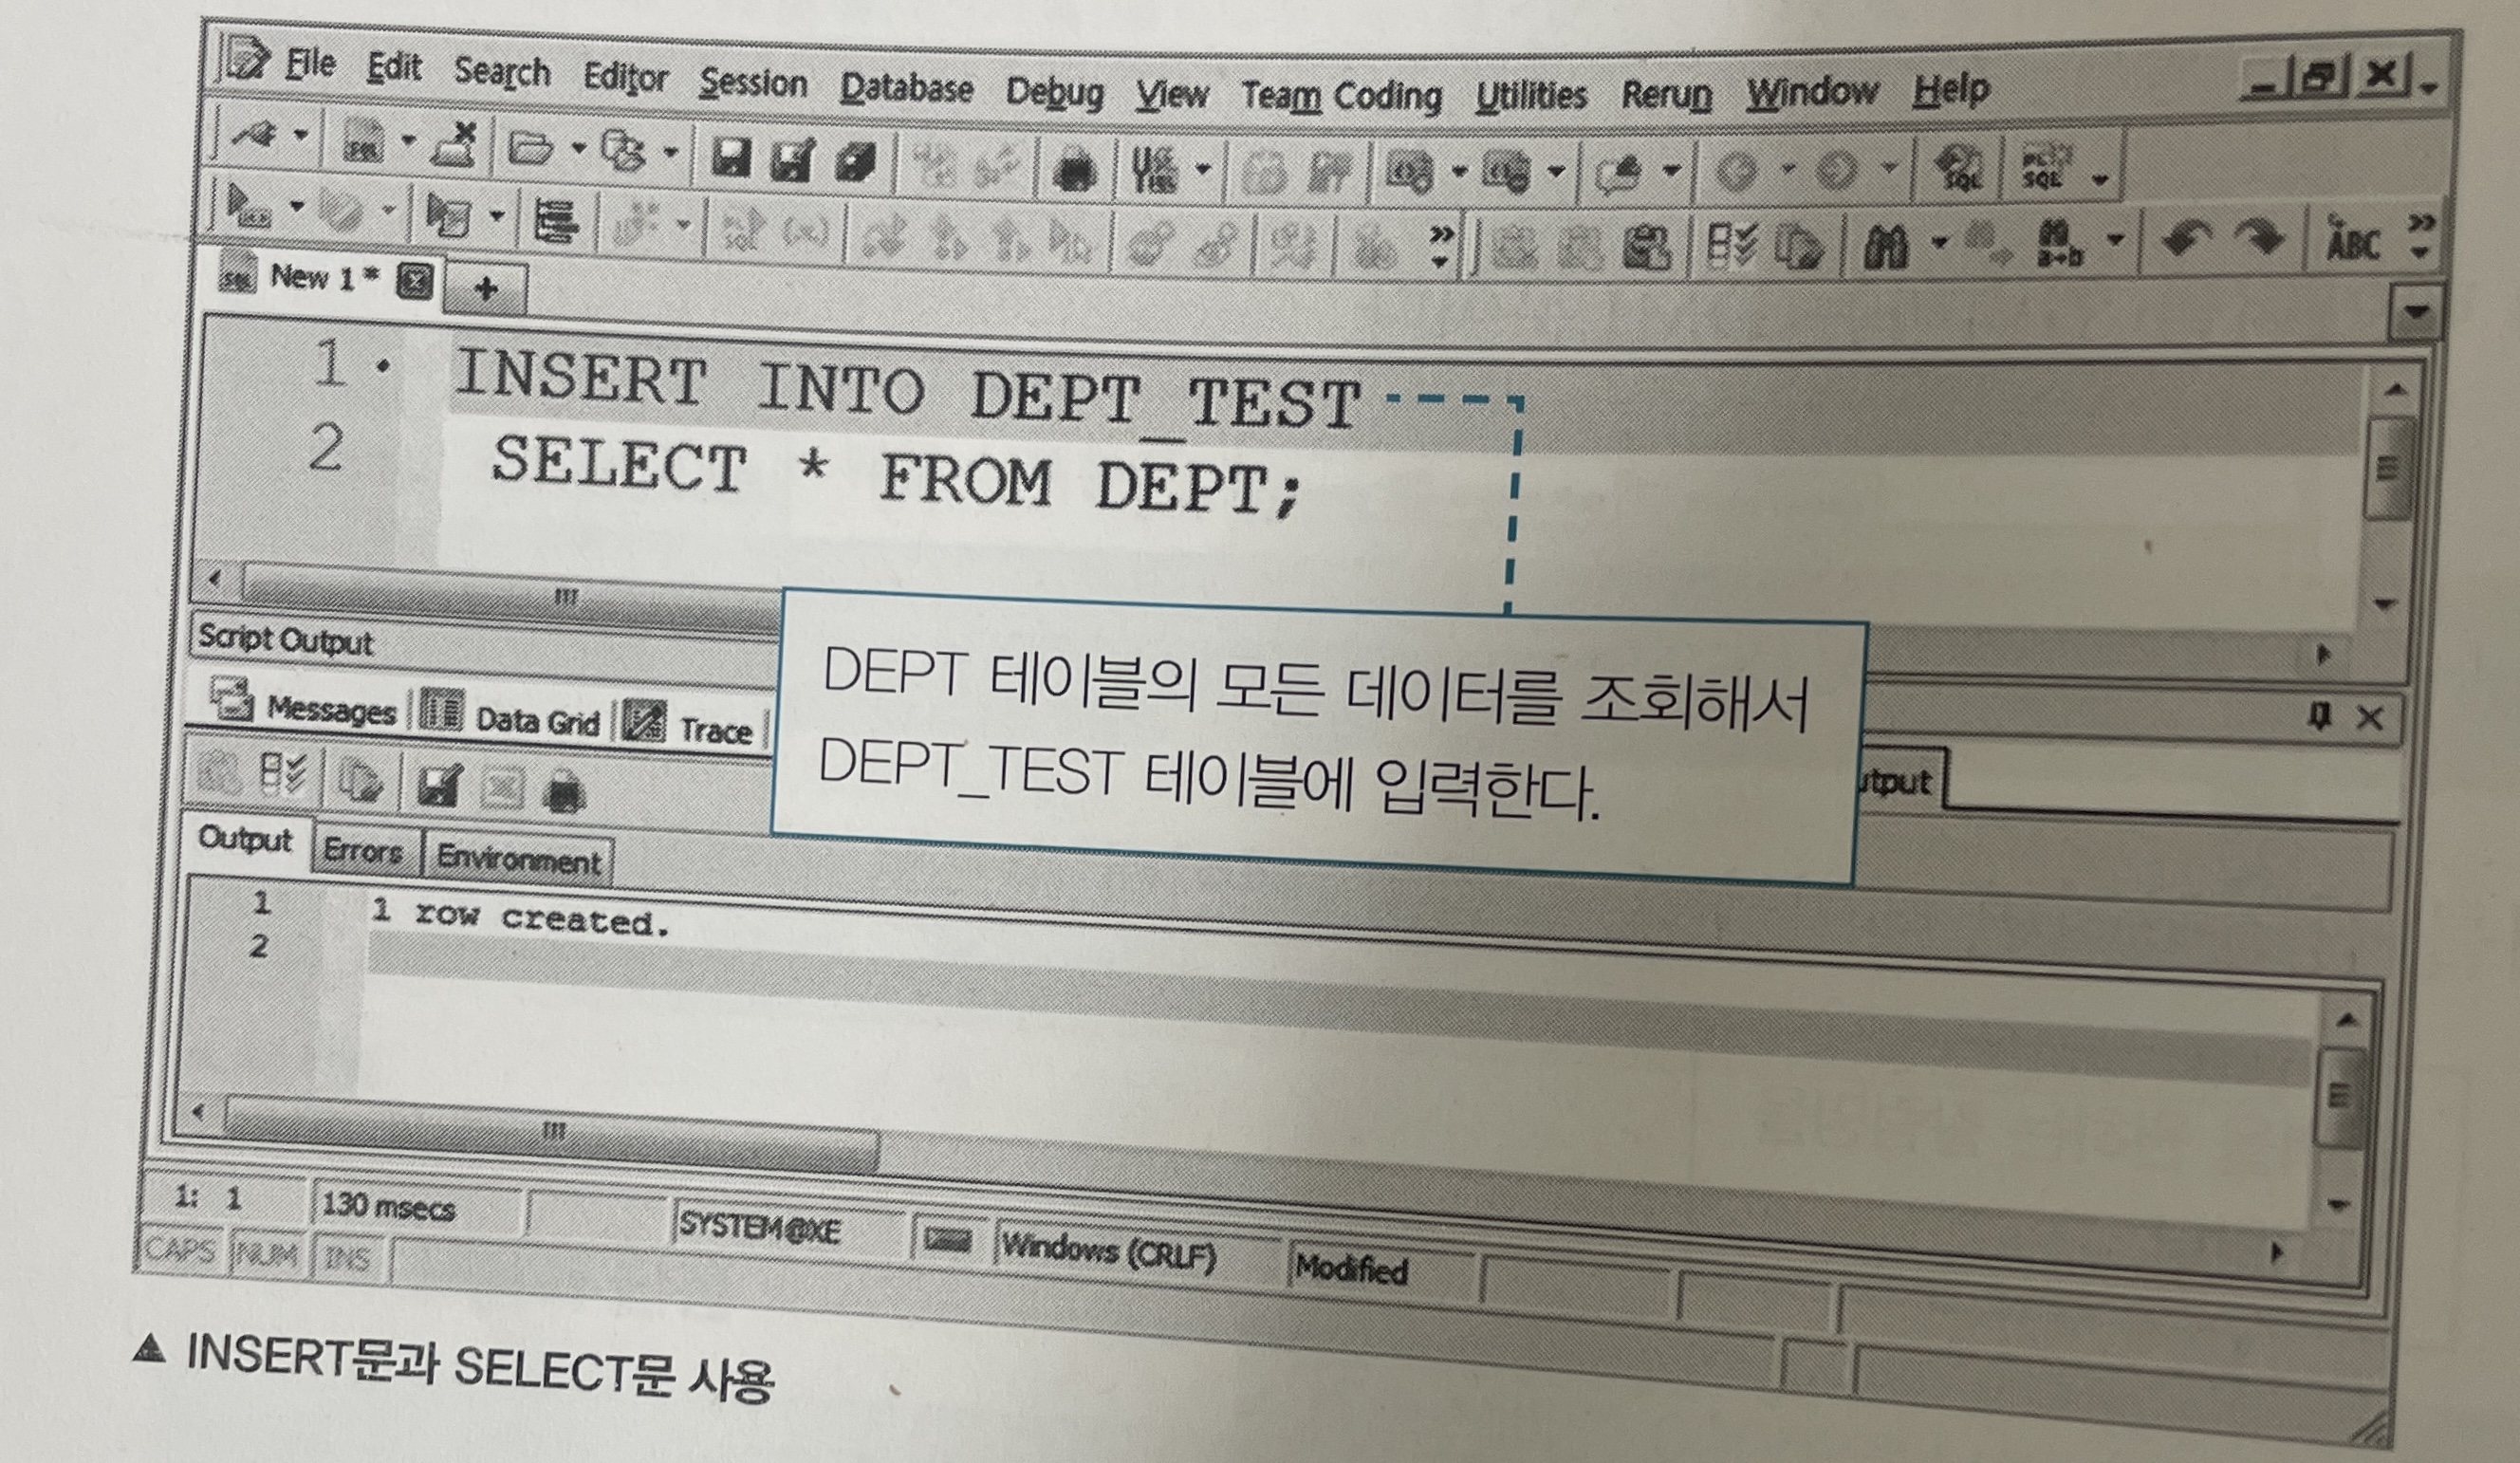 File Edit Search Editor Session Database Debug View Team Coding Utilities Rerun Window Help
New 1 *
1 INSERT INTO DEPT_TEST
2 SELECT * FROM DEPT;
DEPT 테이블의 모든 데이터를 조회해서
DEPT_TEST 테이블에 입력한다.
Script Output
Messages Data Grid Trace utput
Output Errors Environment
1 1 row created.
2
1: 1 130 msecs SYSTEM@XE Windows (CRLF) Modified
CAPS NUM INS
▲ INSERT문과 SELECT문 사용